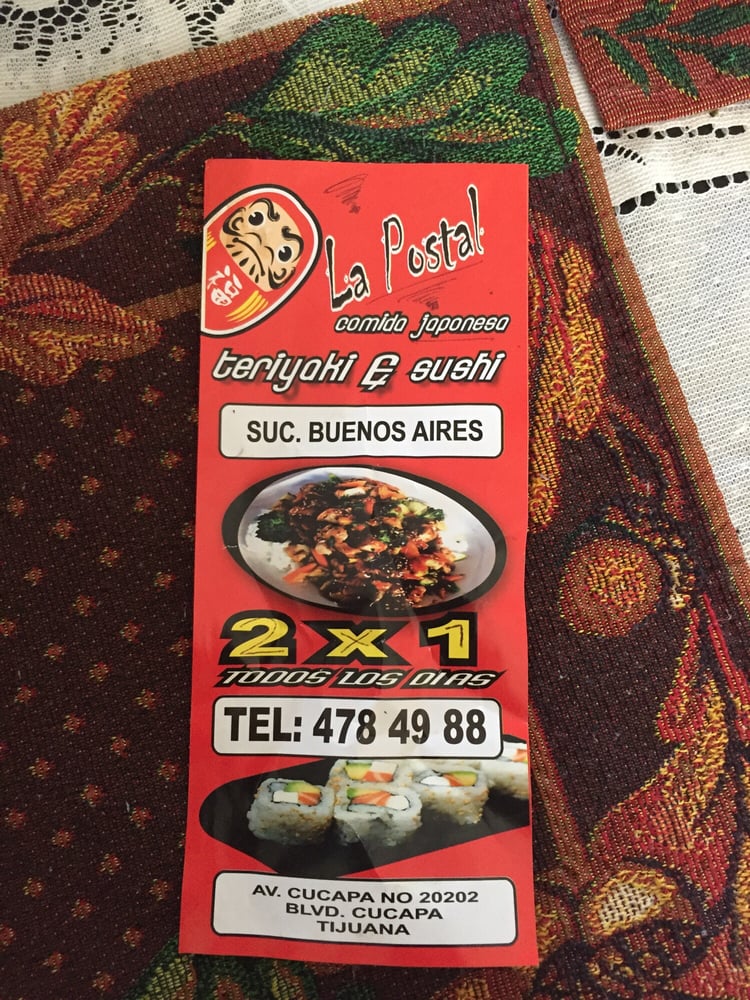 La Postal
comida japonesa
teriyaki & sushi
SUC. BUENOS AIRES
2 x 1
TODOS LOS DIAS
TEL: 478 49 88
AV. CUCAPA NO 20202
BLVD. CUCAPA
TIJUANA